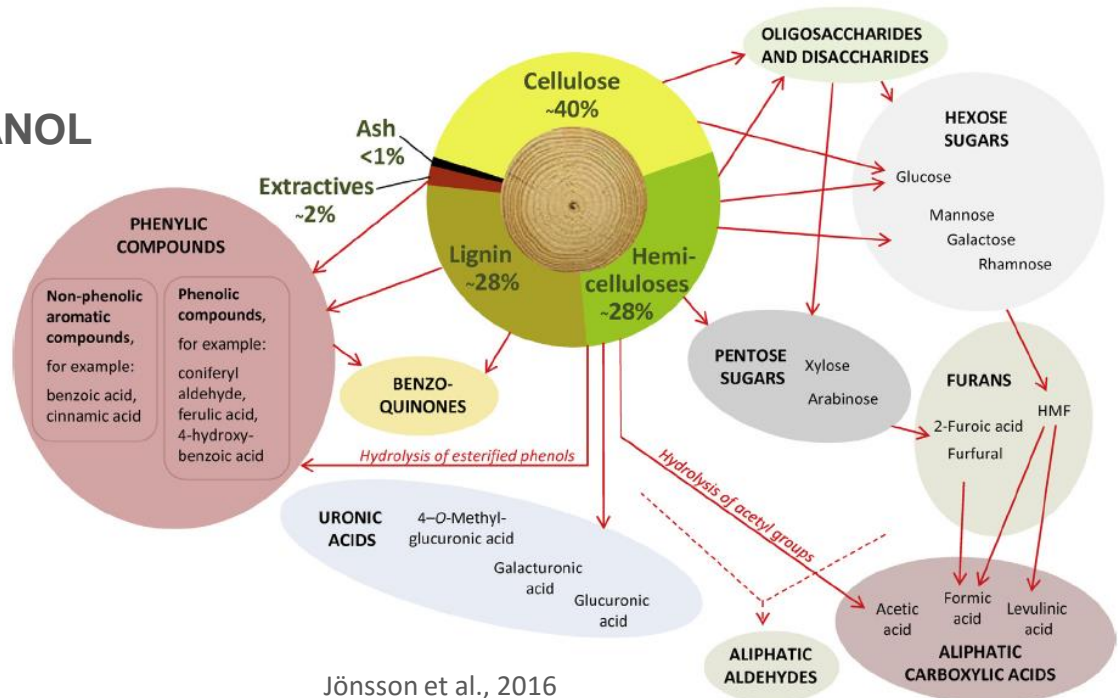 ANOL
Cellulose
~40%
Ash
<1%
Extractives
~2%
Lignin
~28%
Hemi-
celluloses
~28%
OLIGOSACCHARIDES
AND DISACCHARIDES
HEXOSE
SUGARS
Glucose
Mannose
Galactose
Rhamnose
PHENYLIC
COMPOUNDS
Non-phenolic
aromatic
compounds,
for example:
benzoic acid,
cinnamic acid
Phenolic
compounds,
for example:
coniferyl
aldehyde,
ferulic acid,
4-hydroxy-
benzoic acid
BENZO-
QUINONES
PENTOSE
SUGARS
Xylose
Arabinose
FURANS
HMF
2-Furoic acid
Furfural
Hydrolysis of esterified phenols
Hydrolysis of acetyl groups
URONIC
ACIDS
4–O-Methyl-
glucuronic acid
Galacturonic
acid
Glucuronic
acid
ALIPHATIC
ALDEHYDES
Acetic
acid
Formic
acid
Levulinic
acid
ALIPHATIC
CARBOXYLIC ACIDS
Jönsson et al., 2016